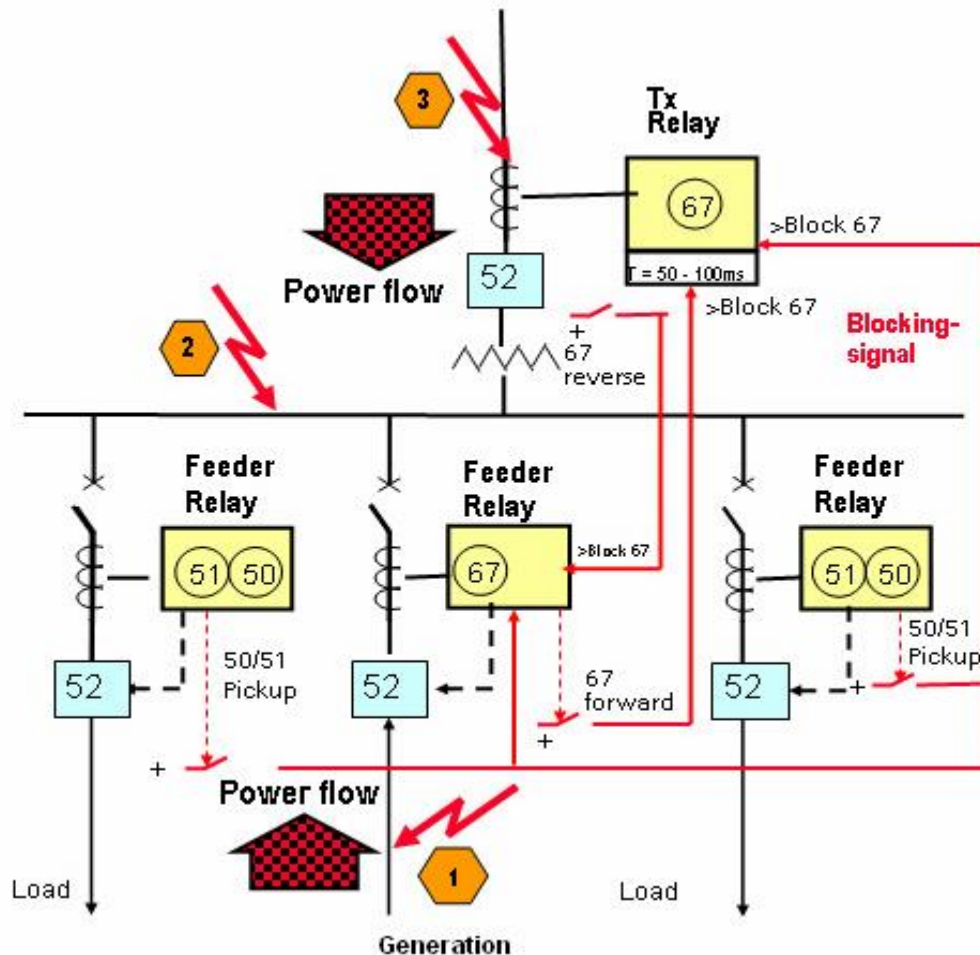 3
Tx
Relay
67
>Block 67
T = 50 - 100ms
>Block 67
Power flow
52
+
67
reverse
Blocking-
signal
2
Feeder
Relay
51 50
52
50/51
Pickup
+
Feeder
Relay
67
>Block 67
52
67
forward
+
Feeder
Relay
51 50
52
50/51
Pickup
+
Power flow
1
Load
Generation
Load